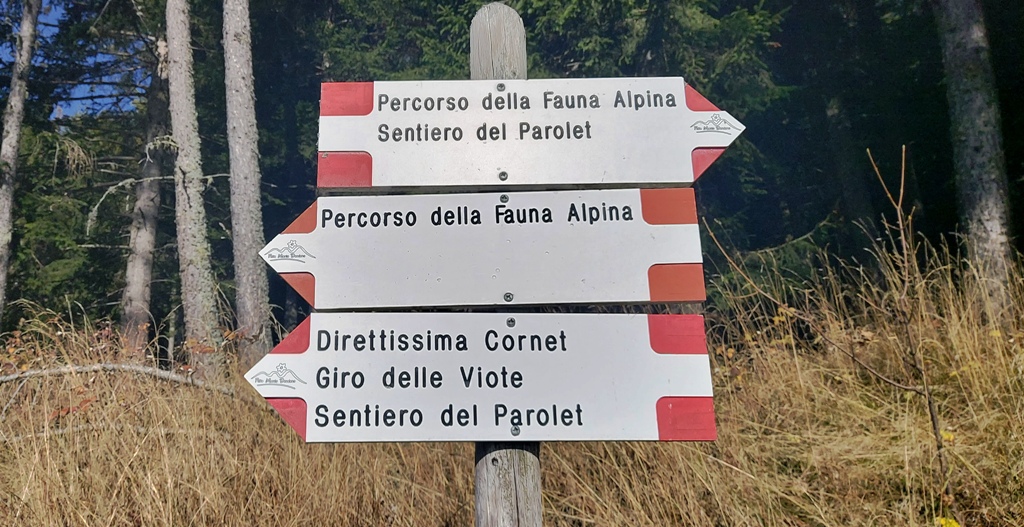 Percorso della Fauna Alpina
Sentiero del Parolet
Percorso della Fauna Alpina
Direttissima Cornet
Giro delle Viote
Sentiero del Parolet